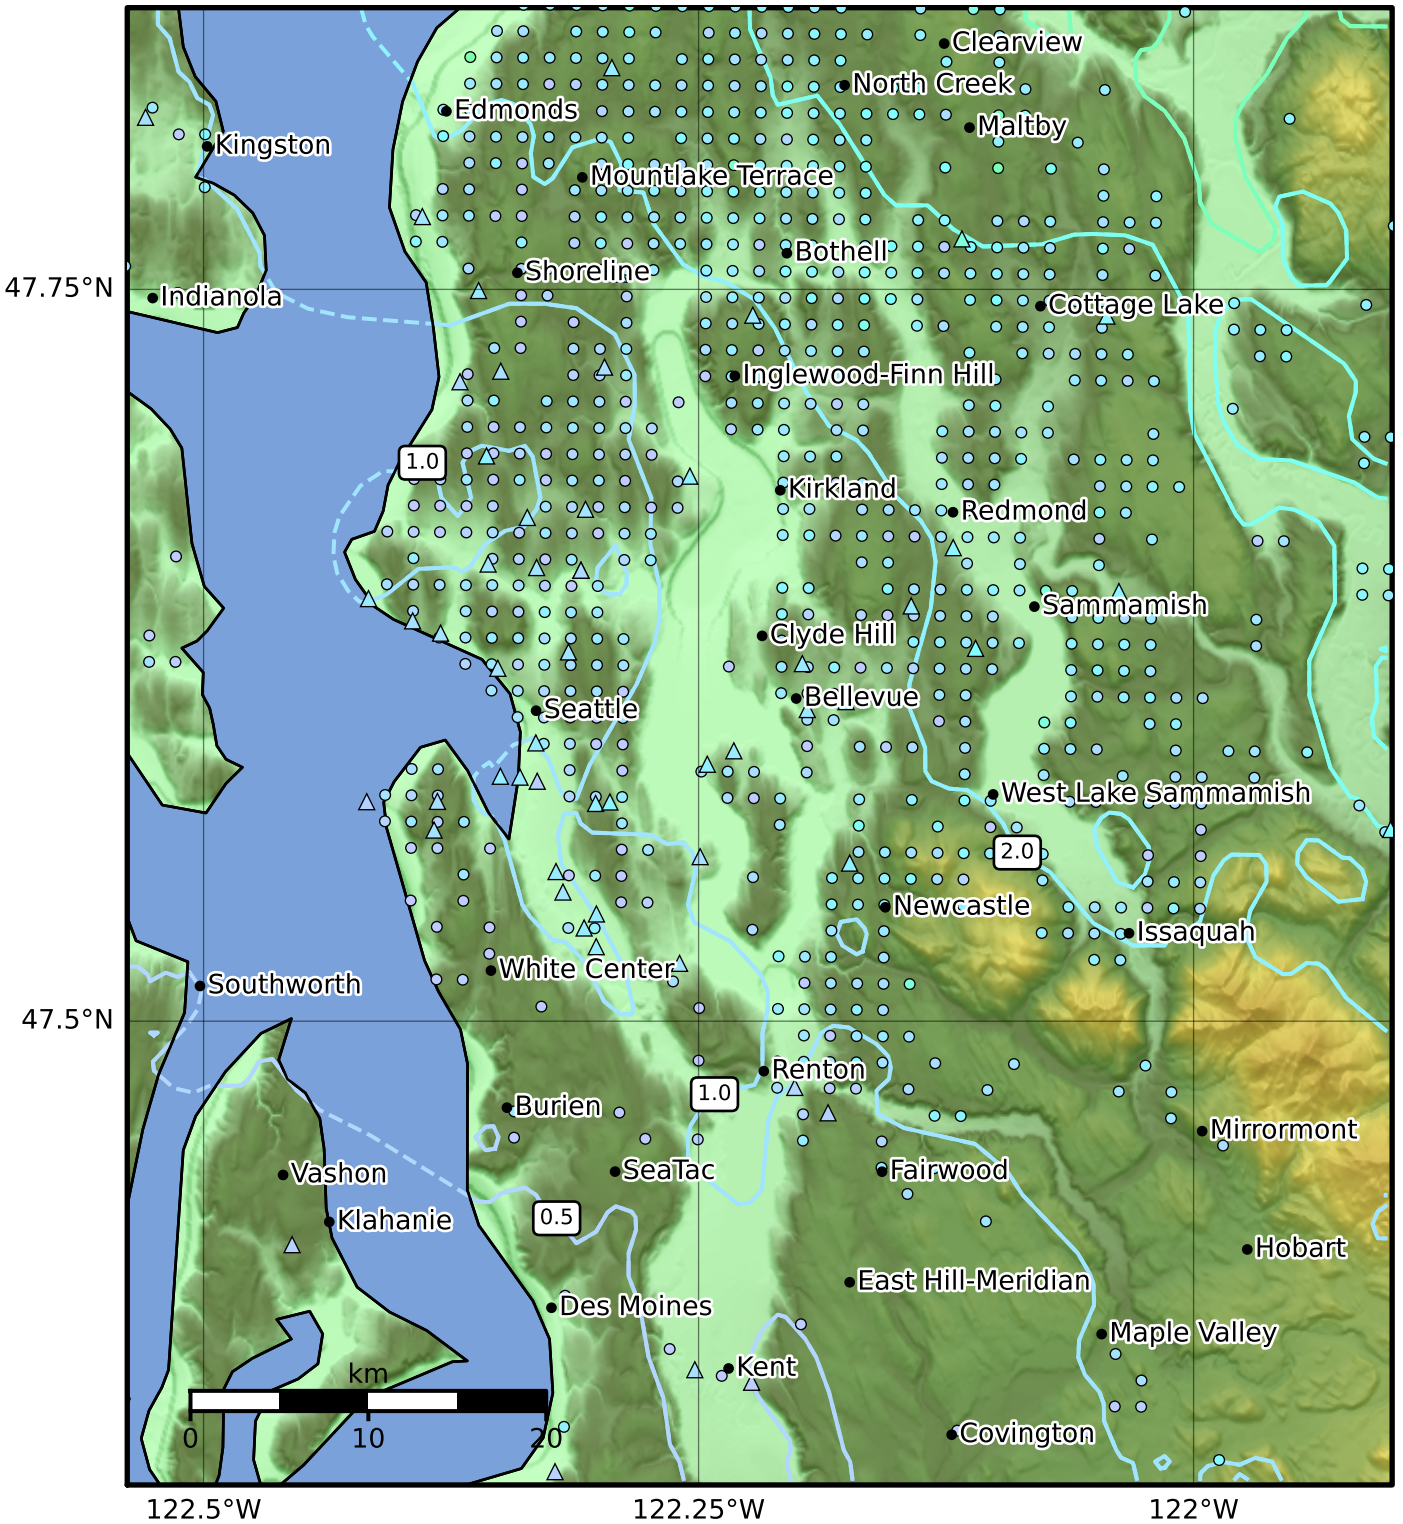 Clearview
North Creek
Edmonds
Maltby
Kingston
Mountlake Terrace
Bothell
Shoreline
47.75°N
Indianola
Cottage Lake
Inglewood-Finn Hill
1.0
Kirkland
Redmond
Sammamish
Clyde Hill
Bellevue
Seattle
West Lake Sammamish
2.0
Newcastle
Issaquah
White Center
Southworth
47.5°N
Renton
1.0
Burien
Mirrormont
Vashon
SeaTac
Fairwood
Klahanie
0.5
Hobart
East Hill-Meridian
Des Moines
Maple Valley
Kent
km
0 10 20
Covington
122.5°W 122.25°W 122°W